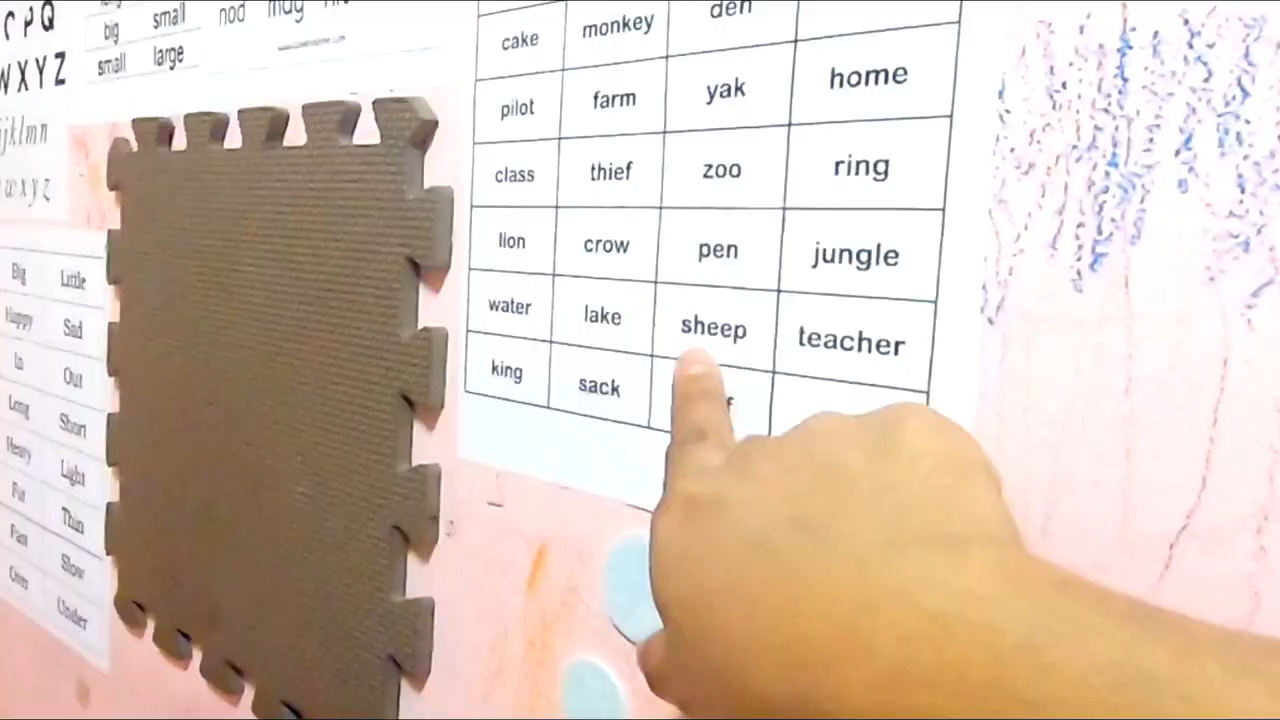 P Q
W X Y Z
big small
small large
nod mug
jklmn
w x y z
Big Little
Happy Sad
In Out
Long Short
Heavy Light
Fat Thin
Fast Slow
Over Under
cake monkey den
pilot farm yak home
class thief zoo ring
lion crow pen jungle
water lake sheep teacher
king sack